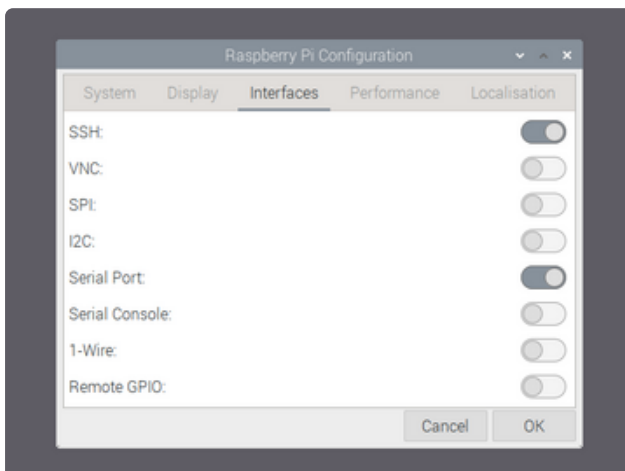 Raspberry Pi Configuration
System Display Interfaces Performance Localisation
SSH:
VNC:
SPI:
I2C:
Serial Port:
Serial Console:
1-Wire:
Remote GPIO:
Cancel OK